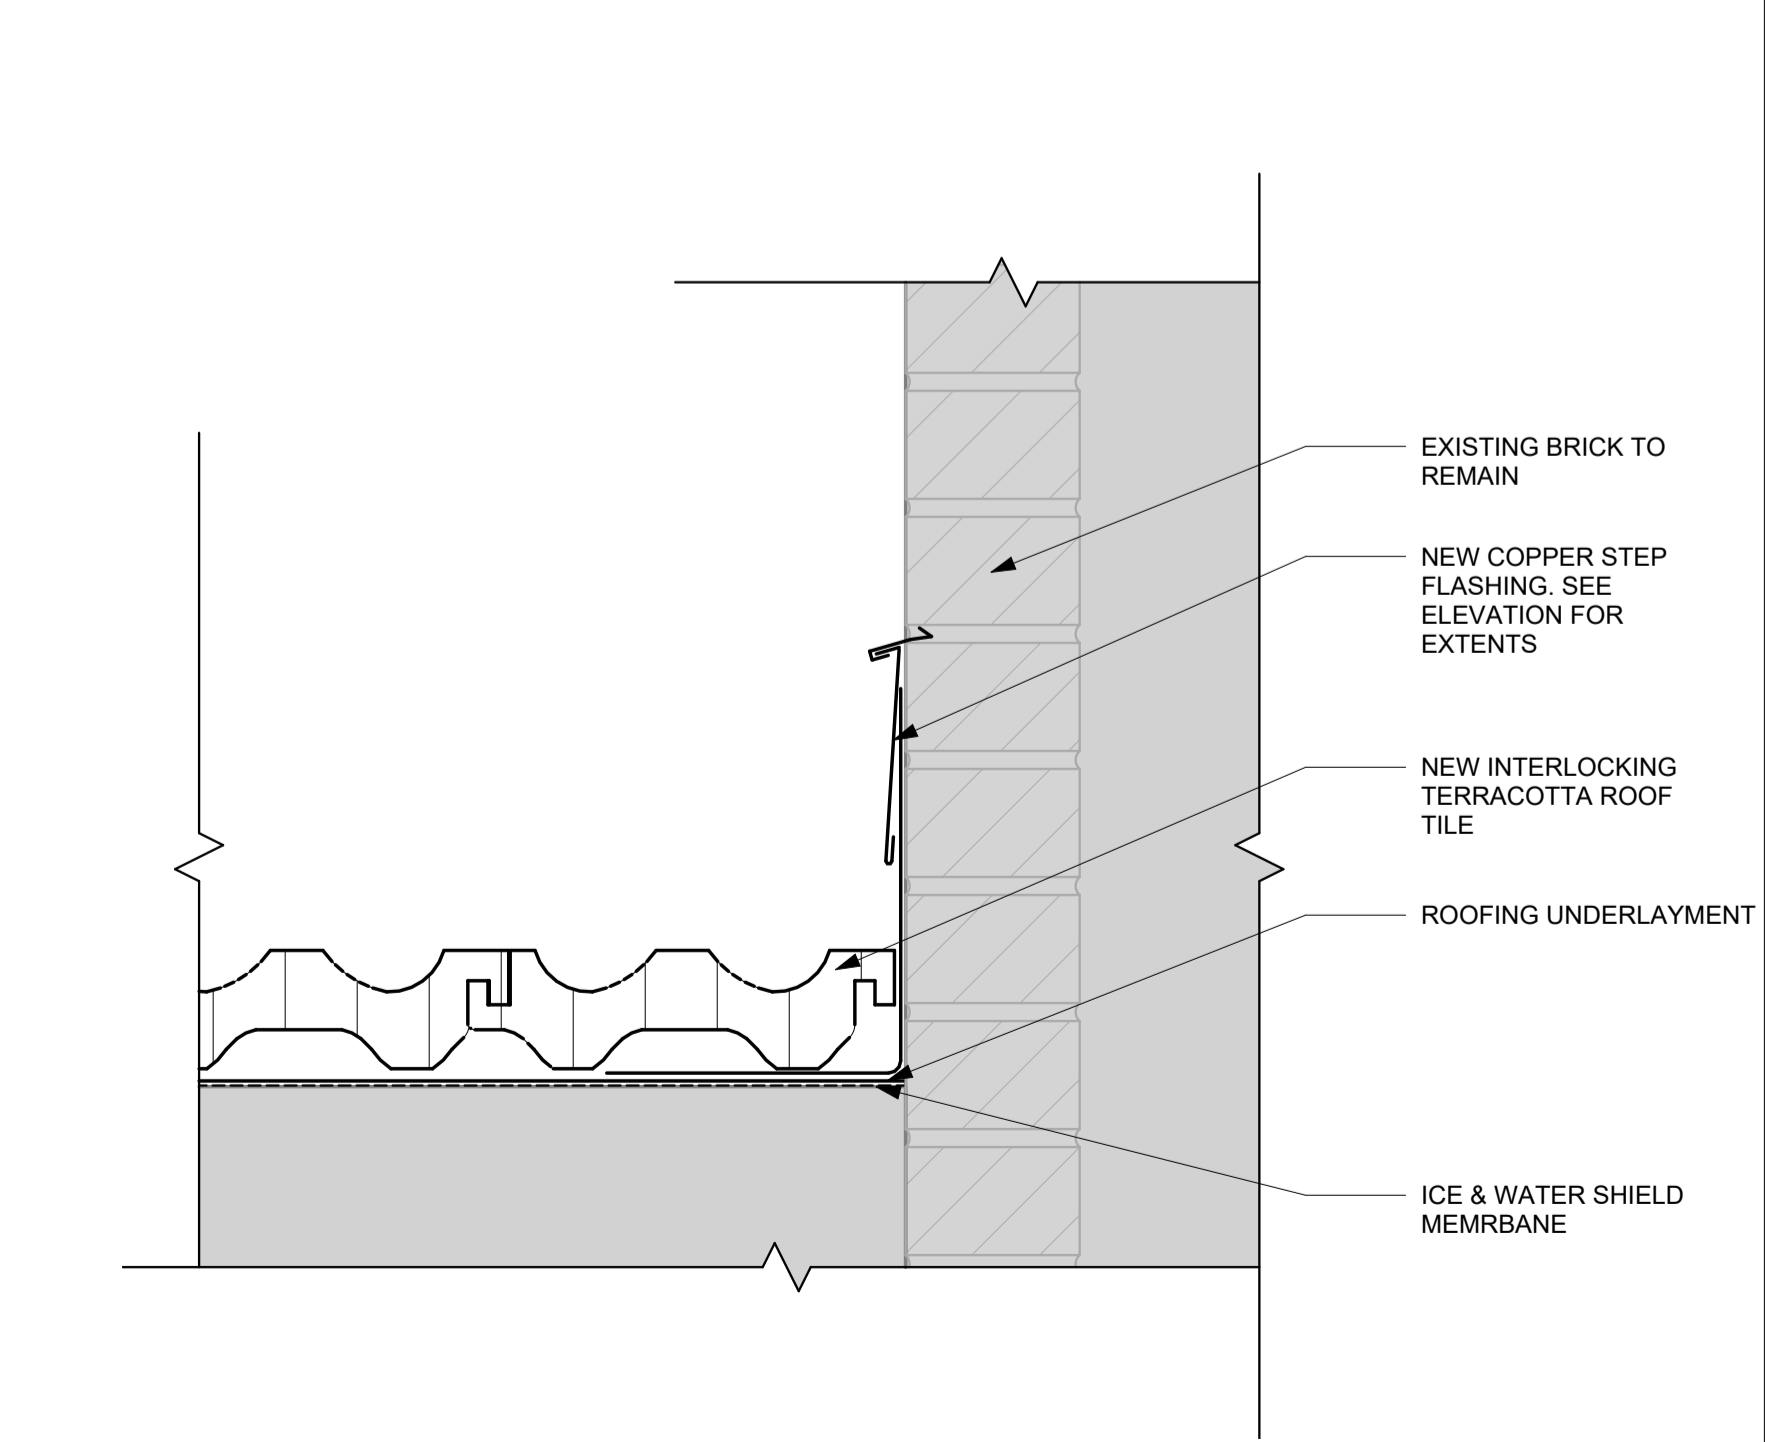 EXISTING BRICK TO
REMAIN
NEW COPPER STEP
FLASHING. SEE
ELEVATION FOR
EXTENTS
NEW INTERLOCKING
TERRACOTTA ROOF
TILE
ROOFING UNDERLAYMENT
ICE & WATER SHIELD
MEMRBANE